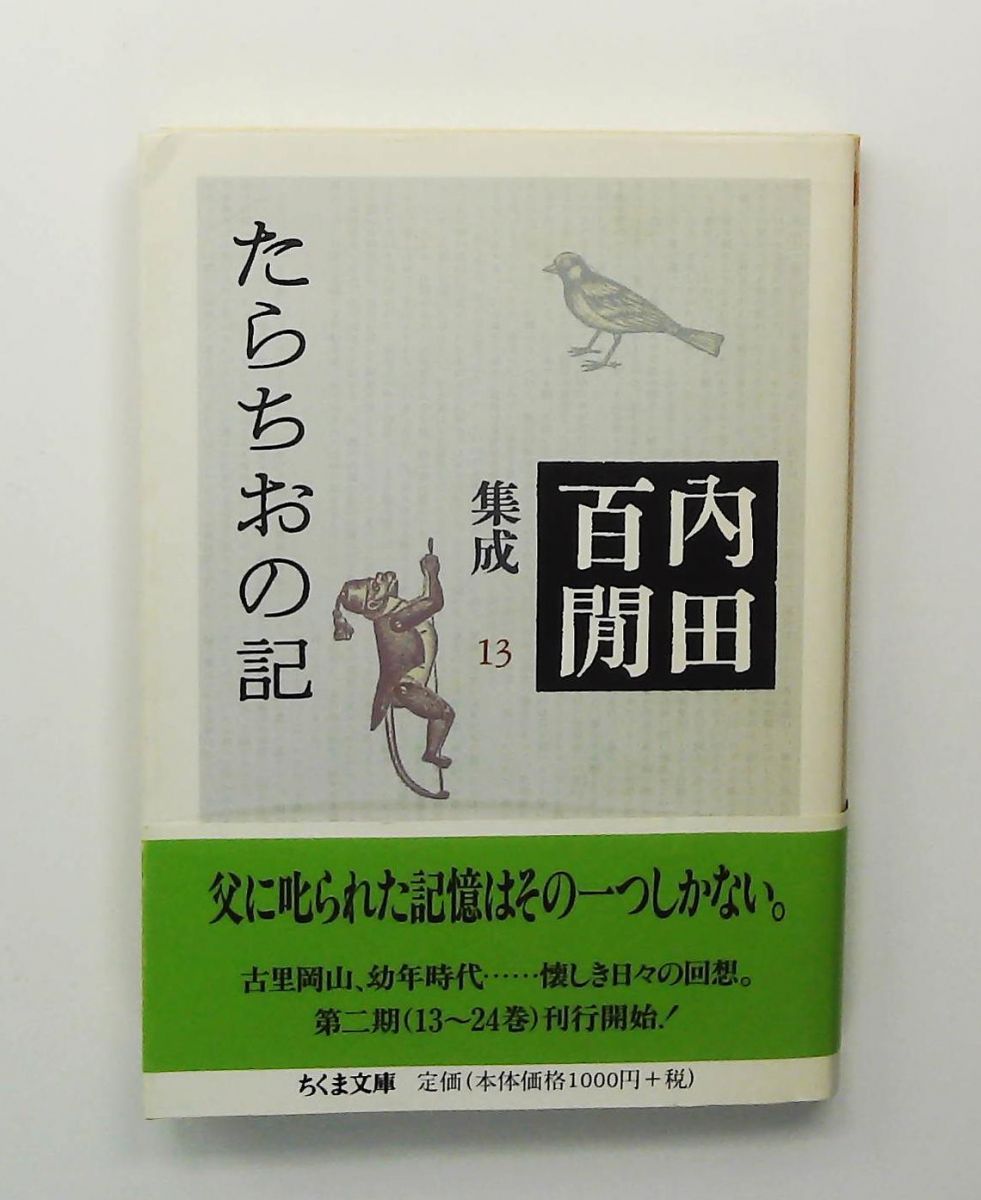 内田
百閒
集成
13
たらちおの記
父に叱られた記憶はその一つしかない。
古里岡山、幼年時代……懐しき日々の回想。
第二期(13〜24巻)刊行開始!
ちくま文庫 定価(本体価格1000円+税)